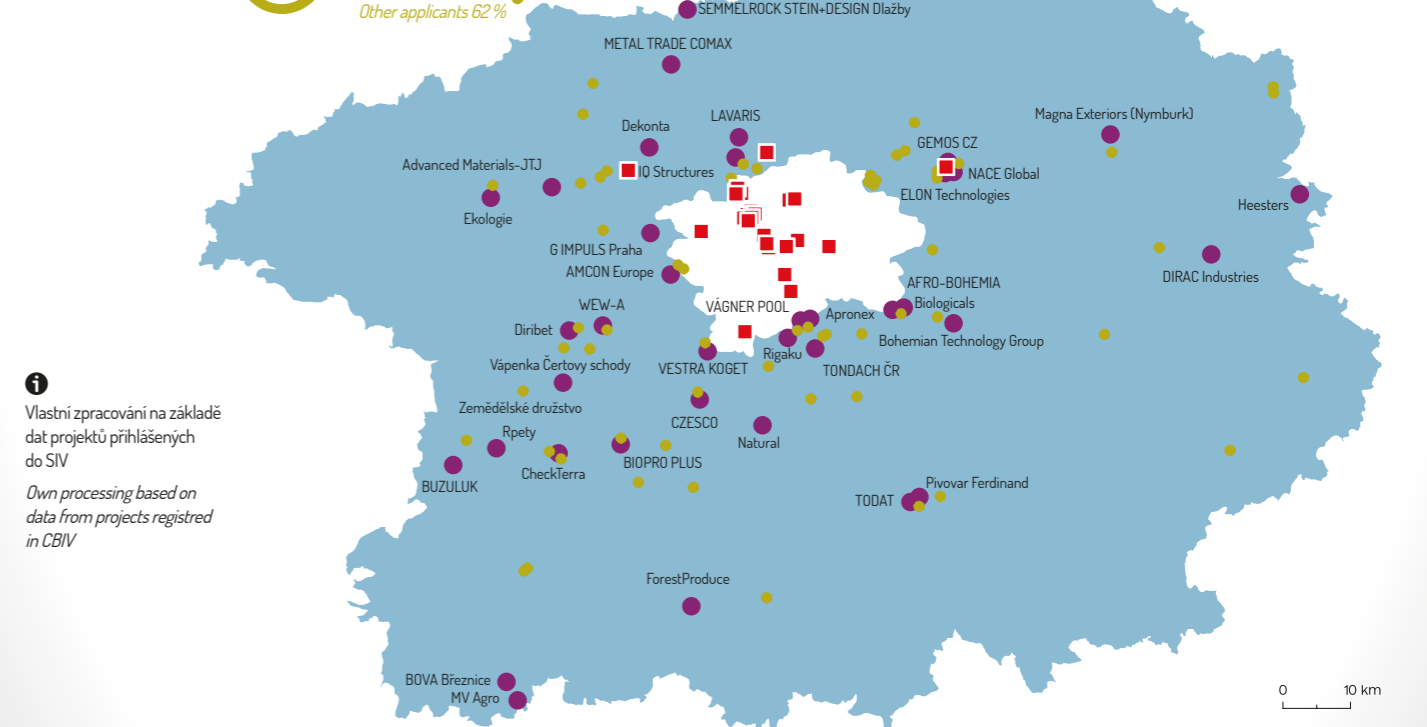 Other applicants 62 %
SEMMELROCK STEIN+DESIGN Dlažby
METAL TRADE COMAX
Magna Exteriors (Nymburk)
LAVARIS
Dekonta
GEMOS CZ
Advanced Materials-JTJ
IQ Structures
NACE Global
ELON Technologies
Heesters
Ekologie
G IMPULS Praha
AMCON Europe
DIRAC Industries
AFRO-BOHEMIA
Biologicals
WEW-A
VÁGNER POOL
Apronex
Diribet
Bohemian Technology Group
Rigaku
Vápenka Čertovy schody
VESTRA KOGET
TONDACH ČR
Zemědělské družstvo
CZESCO
Rpety
Natural
BIOPRO PLUS
CheckTerra
BUZULUK
Pivovar Ferdinand
TODAT
ForestProduce
BOVA Březnice
MV Agro
i
Vlastní zpracování na základě
dat projektů přihlášených
do SIV
Own processing based on
data from projects registred
in CBIV
0 10 km